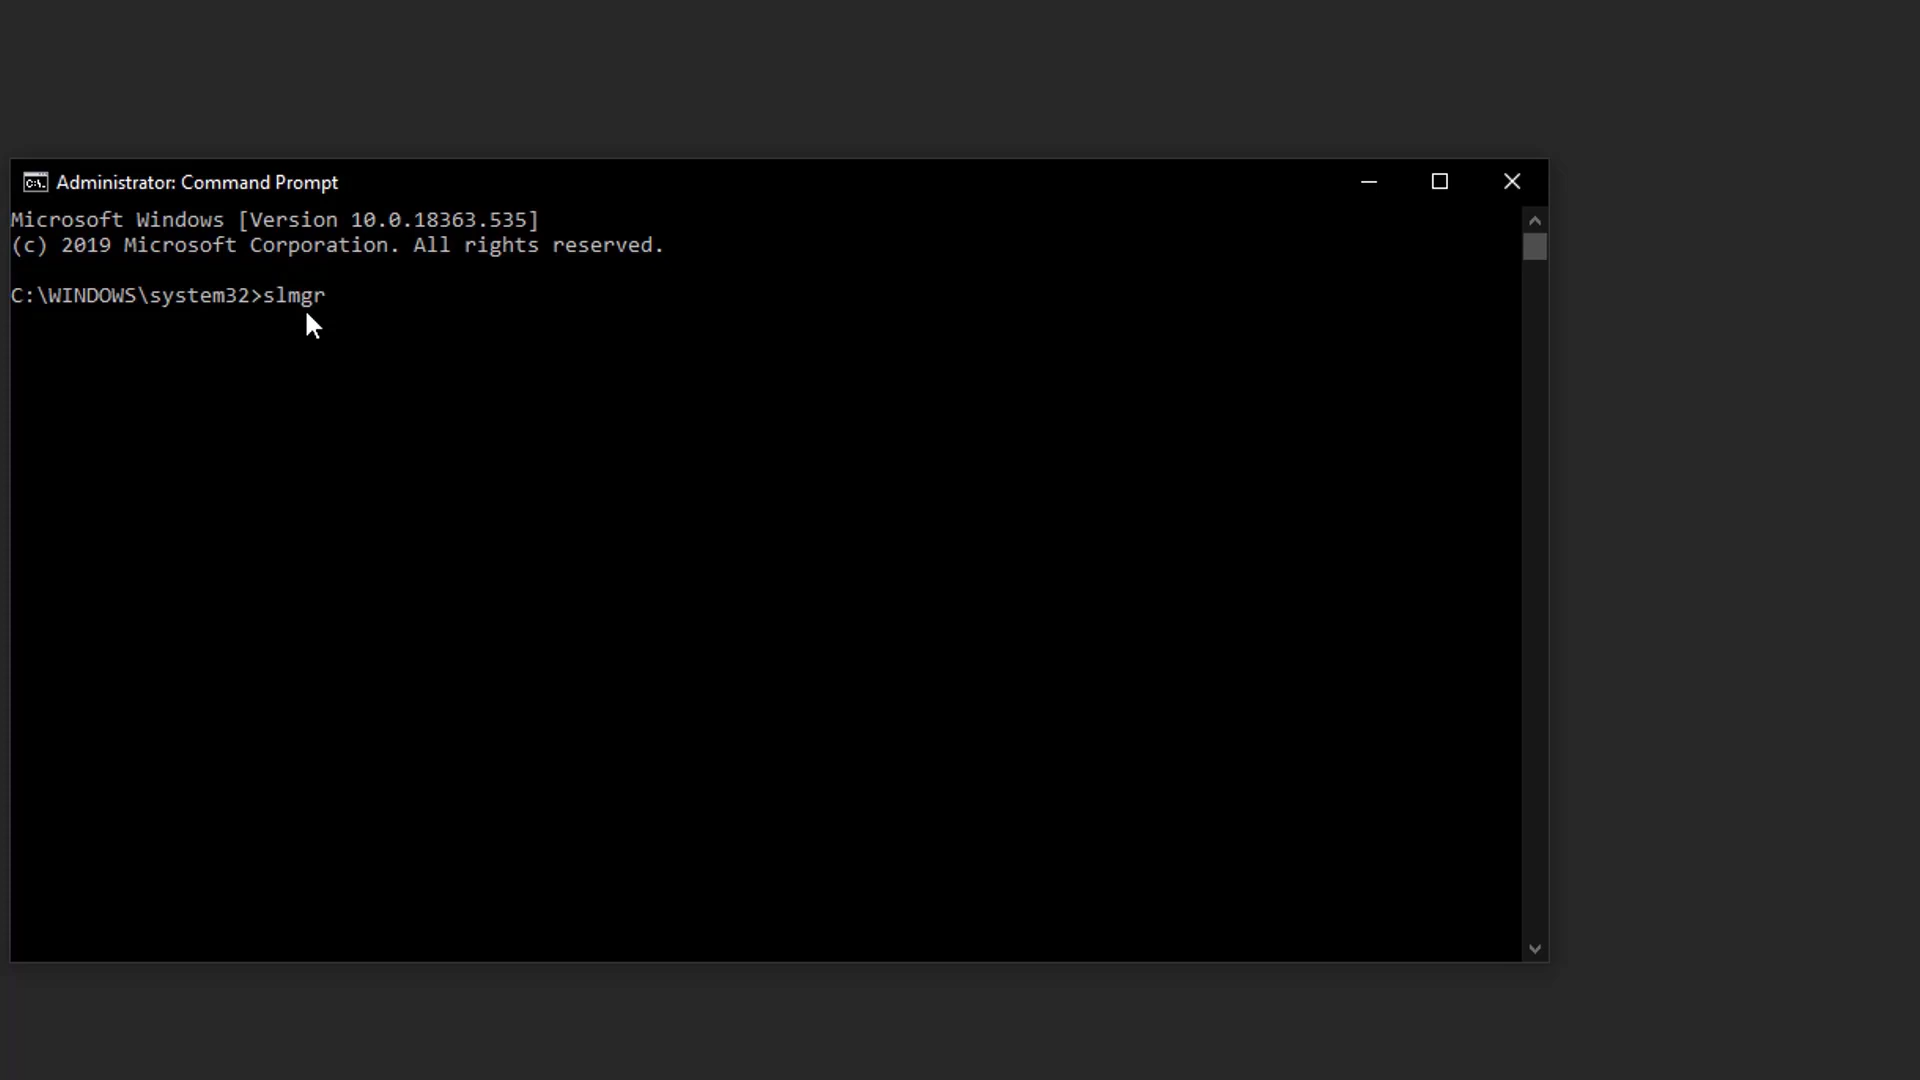 Administrator: Command Prompt
Microsoft Windows [Version 10.0.18363.535]
(c) 2019 Microsoft Corporation. All rights reserved.
C:\WINDOWS\system32>slmgr